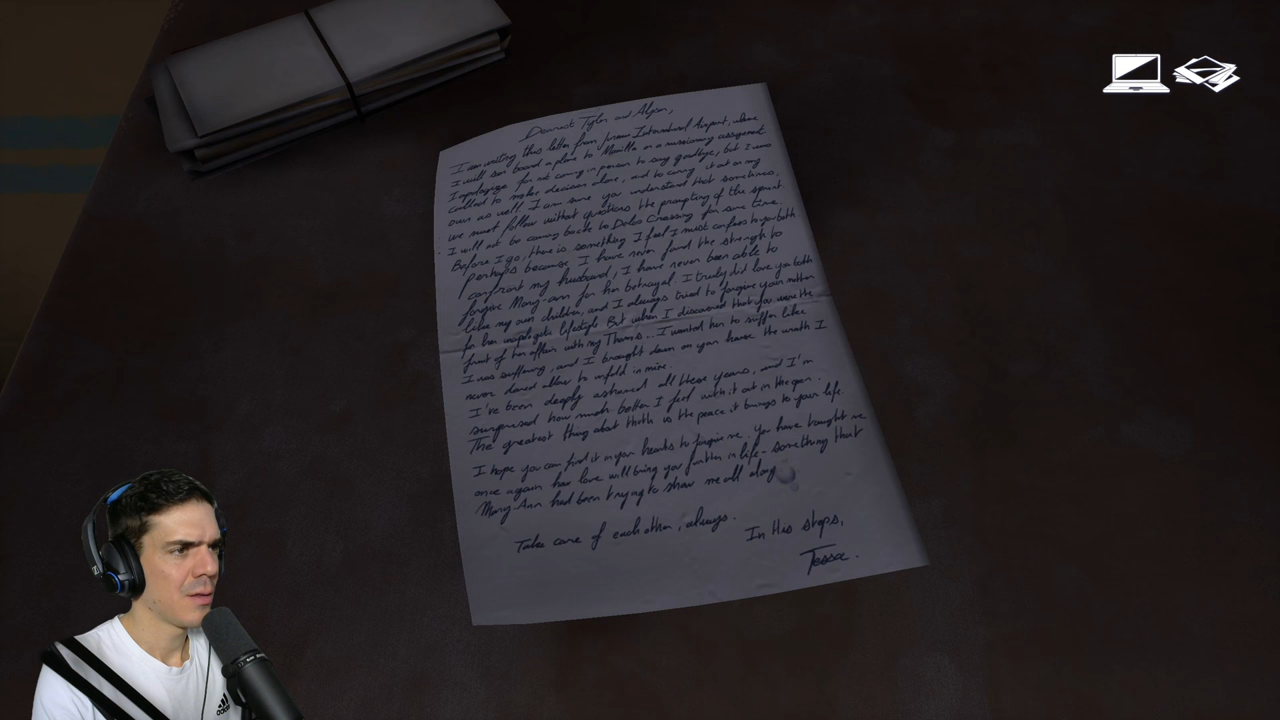 Dearest Tyler and Alyson,
I am writing this letter from Juneau International Airport, where
I will soon board a plane to Manilla on a missionary assignment.
I apologize for not coming in person to say goodbye, but I was
called to make decision alone, and to carry it out on my
own as well. I am sure you understand that sometimes,
we must follow without questions the prompting of the spirit.
I will not be coming back to Delos Crossing for some time.
Before I go, there is something I feel I must confess to you both.
Perhaps because I have never found the strength to
confront my husband, I have never been able to
forgive Mary-ann for her betrayal. I truly did love you both
like my own children, and I always tried to forgive your mother
for her unapologetic lifestyle. But when I discovered that you were the
fruit of her affair with my Thomas... I wanted her to suffer like
I was suffering, and I brought down on your house the wrath I
never dared allow to unfold in mine.
I've been deeply ashamed all these years, and I'm
surprised how much better I feel with it out in the open.
The greatest thing about thuth is the peace it brings to your life.
I hope you can find it in your hearts to forgive me. You have taught me
once again how love will bring you further in life - something that
Mary-Ann had been trying to show me all along
Take care of each other, always.
In His steps,
Tessa.